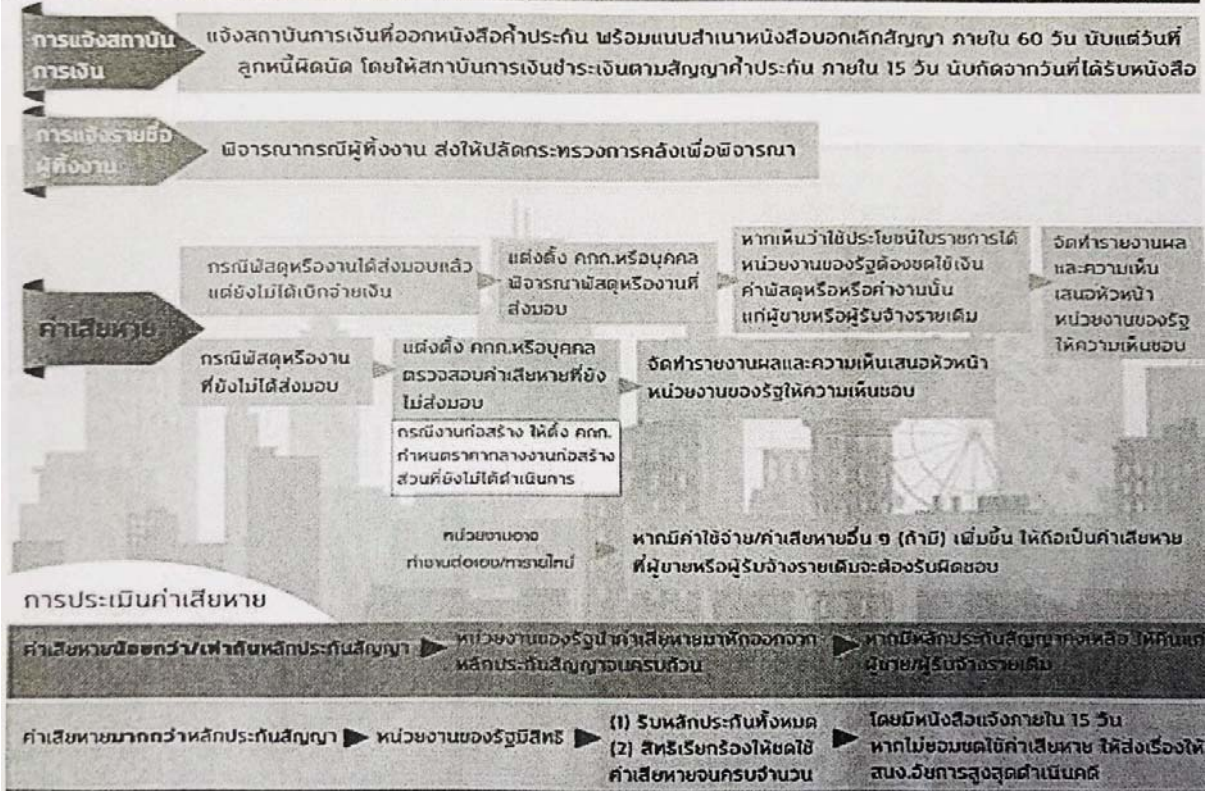 การแจ้งสถาบัน
การเงิน
แจ้งสถาบันการเงินที่ออกหนังสือค้ำประกัน พร้อมแนบสำเนาหนังสือบอกเลิกสัญญา ภายใน 60 วัน นับแต่วันที่
ลูกหนี้ผิดนัด โดยให้สถาบันการเงินชำระเงินตามสัญญาค้ำประกัน ภายใน 15 วัน นับถัดจากวันที่ได้รับหนังสือ
การแจ้งรายชื่อ
ผู้ทิ้งงาน
พิจารณากรณีผู้ทิ้งงาน ส่งให้ปลัดกระทรวงการคลังเพื่อพิจารณา
ค่าเสียหาย
กรณีพัสดุหรืองานได้ส่งมอบแล้ว
แต่ยังไม่ได้เบิกจ่ายเงิน
แต่งตั้ง คกก.หรือบุคคล
พิจารณาพัสดุหรืองานที่
ส่งมอบ
หากเห็นว่าใช้ประโยชน์ในราชการได้
หน่วยงานของรัฐต้องชดใช้เงิน
ค่าพัสดุหรือหรือค่างานนั้น
แก่ผู้ขายหรือผู้รับจ้างรายเดิม
จัดทำรายงานผล
และความเห็น
เสนอหัวหน้า
หน่วยงานของรัฐ
ให้ความเห็นชอบ
กรณีพัสดุหรืองาน
ที่ยังไม่ได้ส่งมอบ
แต่งตั้ง คกก.หรือบุคคล
ตรวจสอบค่าเสียหายที่ยัง
ไม่ส่งมอบ
จัดทำรายงานผลและความเห็นเสนอหัวหน้า
หน่วยงานของรัฐให้ความเห็นชอบ
กรณีงานก่อสร้าง ให้ตั้ง คกก.
กำหนดราคากลางงานก่อสร้าง
ส่วนที่ยังไม่ได้ดำเนินการ
หน่วยงานอาจ
ทำงานต่อเอง/หารายใหม่
หากมีค่าใช้จ่าย/ค่าเสียหายอื่น ๆ (ถ้ามี) เพิ่มขึ้น ให้ถือเป็นค่าเสียหาย
ที่ผู้ขายหรือผู้รับจ้างรายเดิมจะต้องรับผิดชอบ
การประเมินค่าเสียหาย
ค่าเสียหายน้อยกว่า/เท่ากับหลักประกันสัญญา
หน่วยงานของรัฐนำค่าเสียหายมาหักออกจาก
หลักประกันสัญญาจนครบถ้วน
หากมีหลักประกันสัญญาคงเหลือ ให้คืนแก่
ผู้ขาย/ผู้รับจ้างรายเดิม
ค่าเสียหายมากกว่าหลักประกันสัญญา
หน่วยงานของรัฐมีสิทธิ
(1) ริบหลักประกันทั้งหมด
(2) สิทธิเรียกร้องให้ชดใช้
ค่าเสียหายจนครบจำนวน
โดยมีหนังสือแจ้งภายใน 15 วัน
หากไม่ยอมชดใช้ค่าเสียหาย ให้ส่งเรื่องให้
สนง.อัยการสูงสุดดำเนินคดี